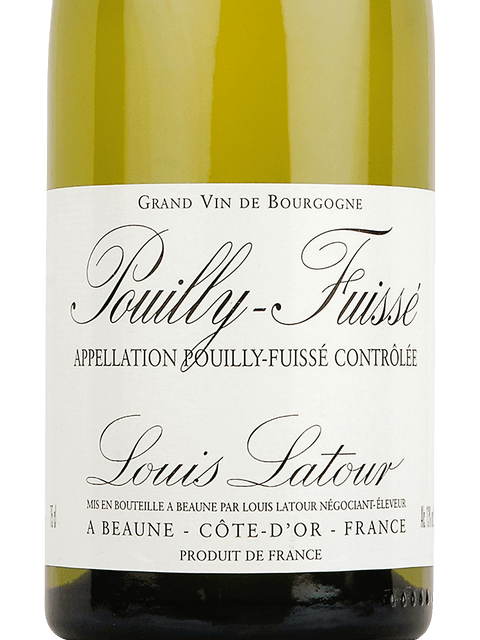 GRAND VIN DE BOURGOGNE
Pouilly-Fuissé
APPELLATION POUILLY-FUISSÉ CONTRÔLÉE
Louis Latour
MIS EN BOUTEILLE A BEAUNE PAR LOUIS LATOUR NÉGOCIANT-ÉLEVEUR
A BEAUNE - CÔTE-D'OR - FRANCE
PRODUIT DE FRANCE